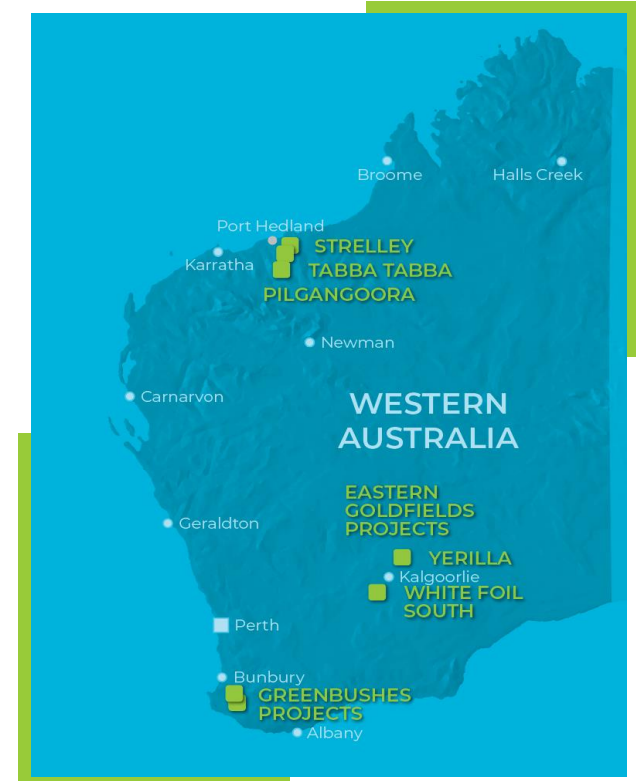 Broome
Halls Creek
Port Hedland
STRELLEY
Karratha
TABBA TABBA
PILGANGOORA
Newman
Carnarvon
WESTERN
AUSTRALIA
EASTERN
GOLDFIELDS
PROJECTS
Geraldton
YERILLA
Kalgoorlie
WHITE FOIL
SOUTH
Perth
Bunbury
GREENBUSHES
PROJECTS
Albany